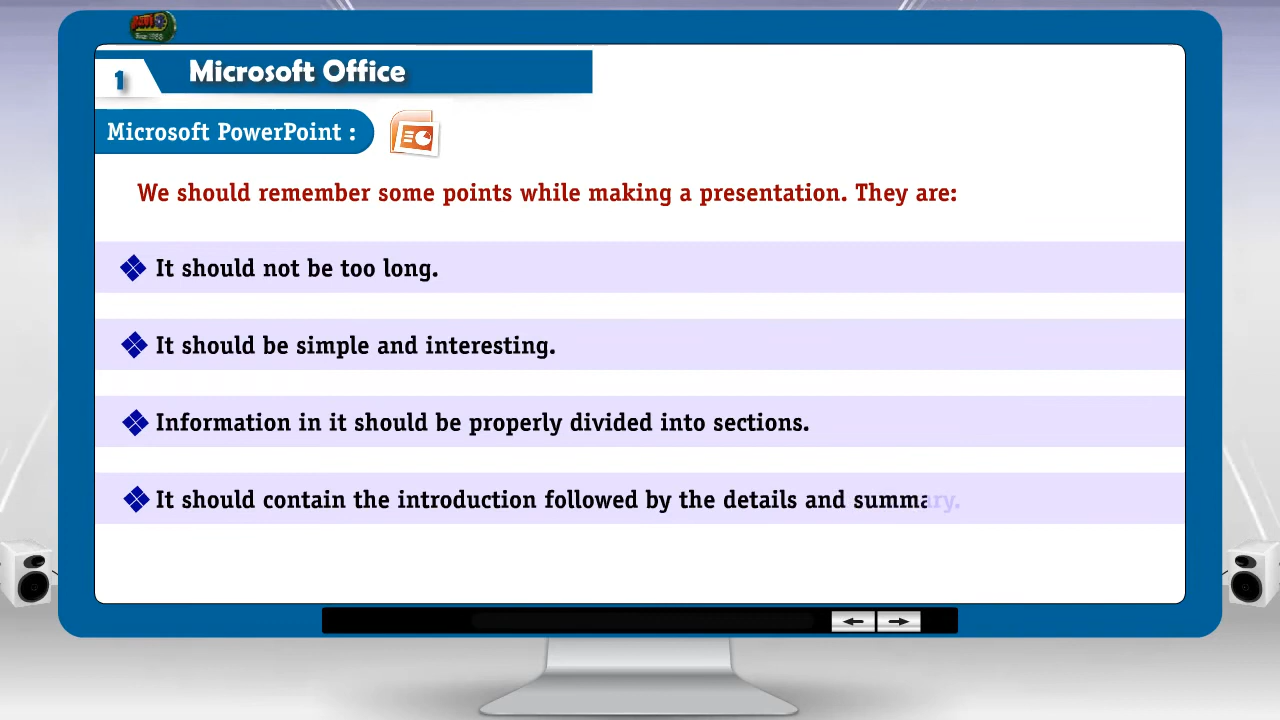 1
Microsoft Office
Microsoft PowerPoint :
We should remember some points while making a presentation. They are:
It should not be too long.
It should be simple and interesting.
Information in it should be properly divided into sections.
It should contain the introduction followed by the details and summary.